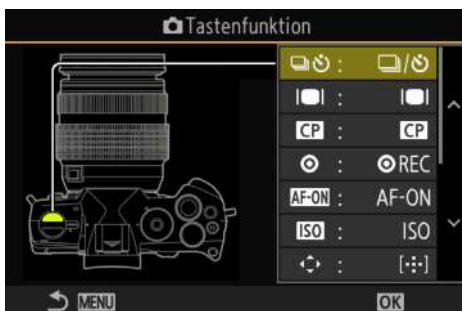 Tastenfunktion
:
:
CP : CP
: REC
AF-ON : AF-ON
ISO : ISO
:
MENU OK